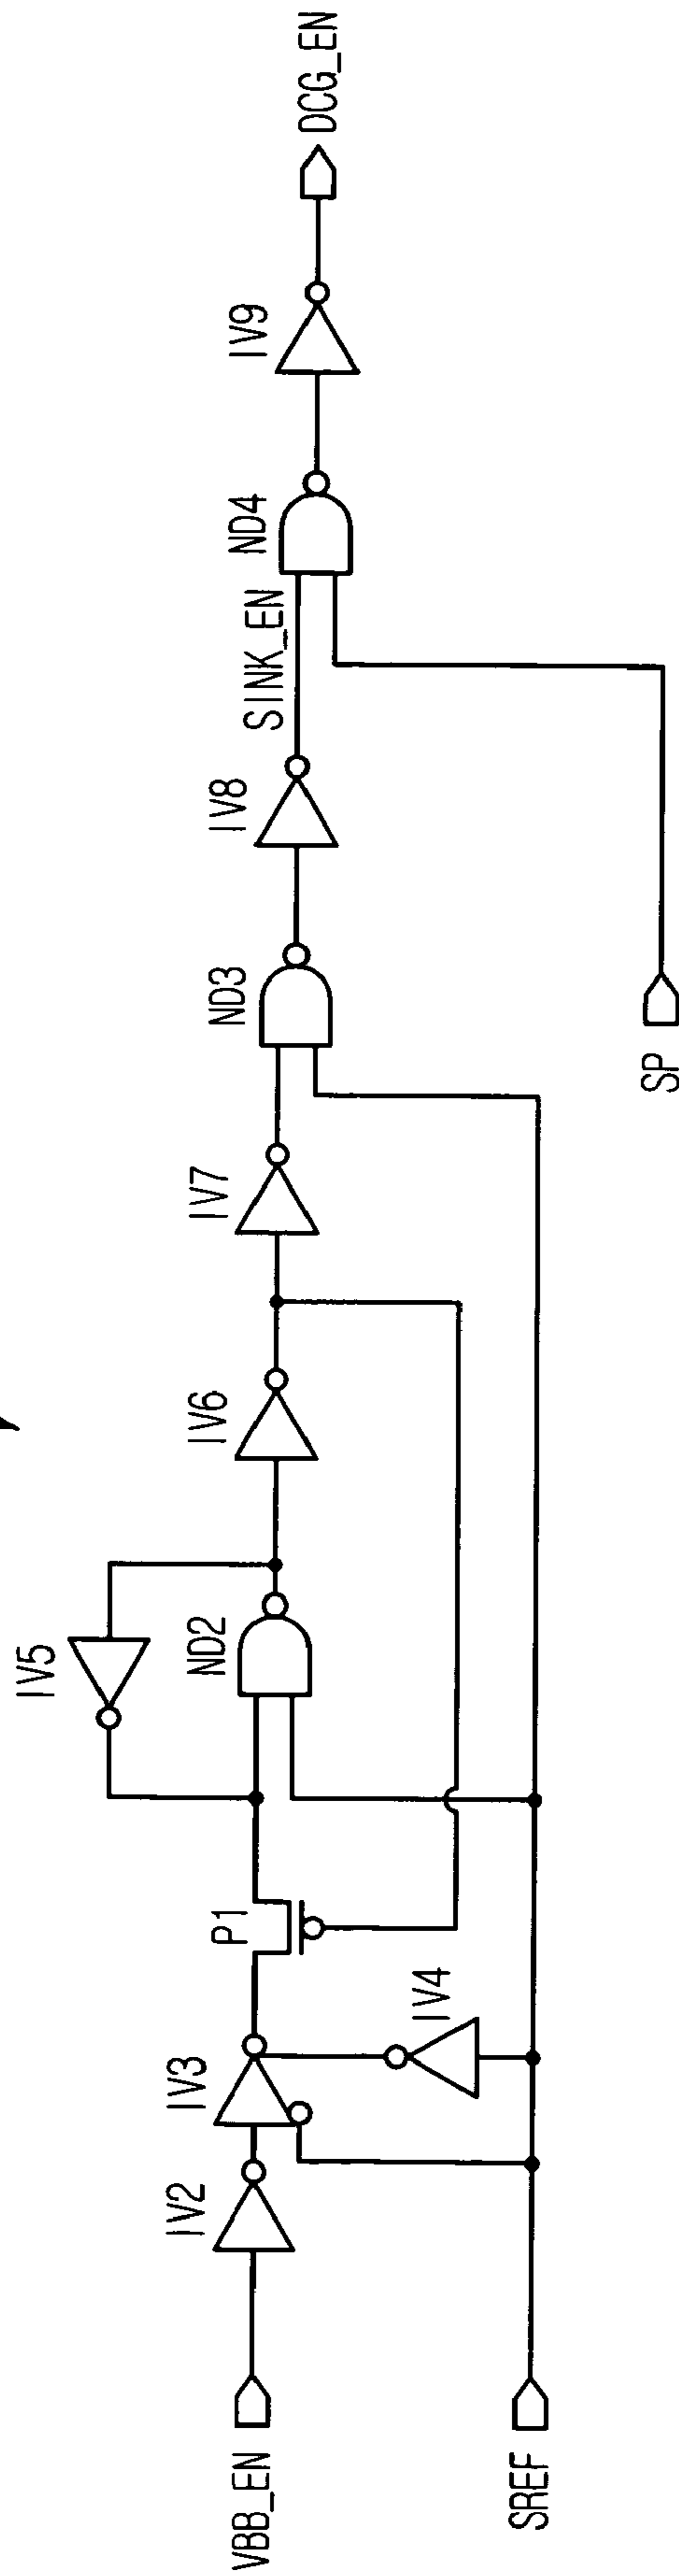 VBB_EN
SREF
IV2
IV3
IV4
P1
IV5
ND2
IV6
IV7
ND3
IV8
SINK_EN
SP
ND4
IV9
DCG_EN